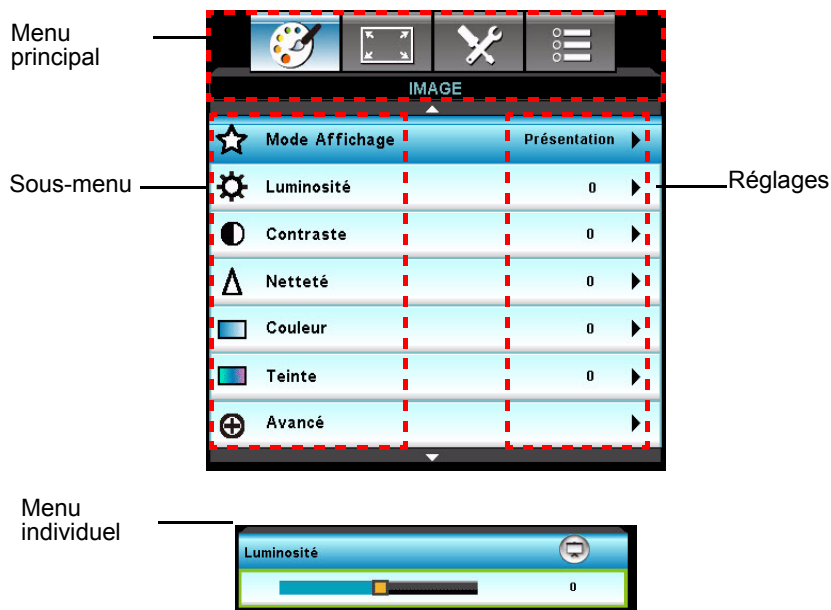 Menu
principal
IMAGE
Mode Affichage Présentation
Sous-menu
Luminosité 0
Réglages
Contraste 0
Netteté 0
Couleur 0
Teinte 0
Avancé
Menu
individuel
Luminosité
0